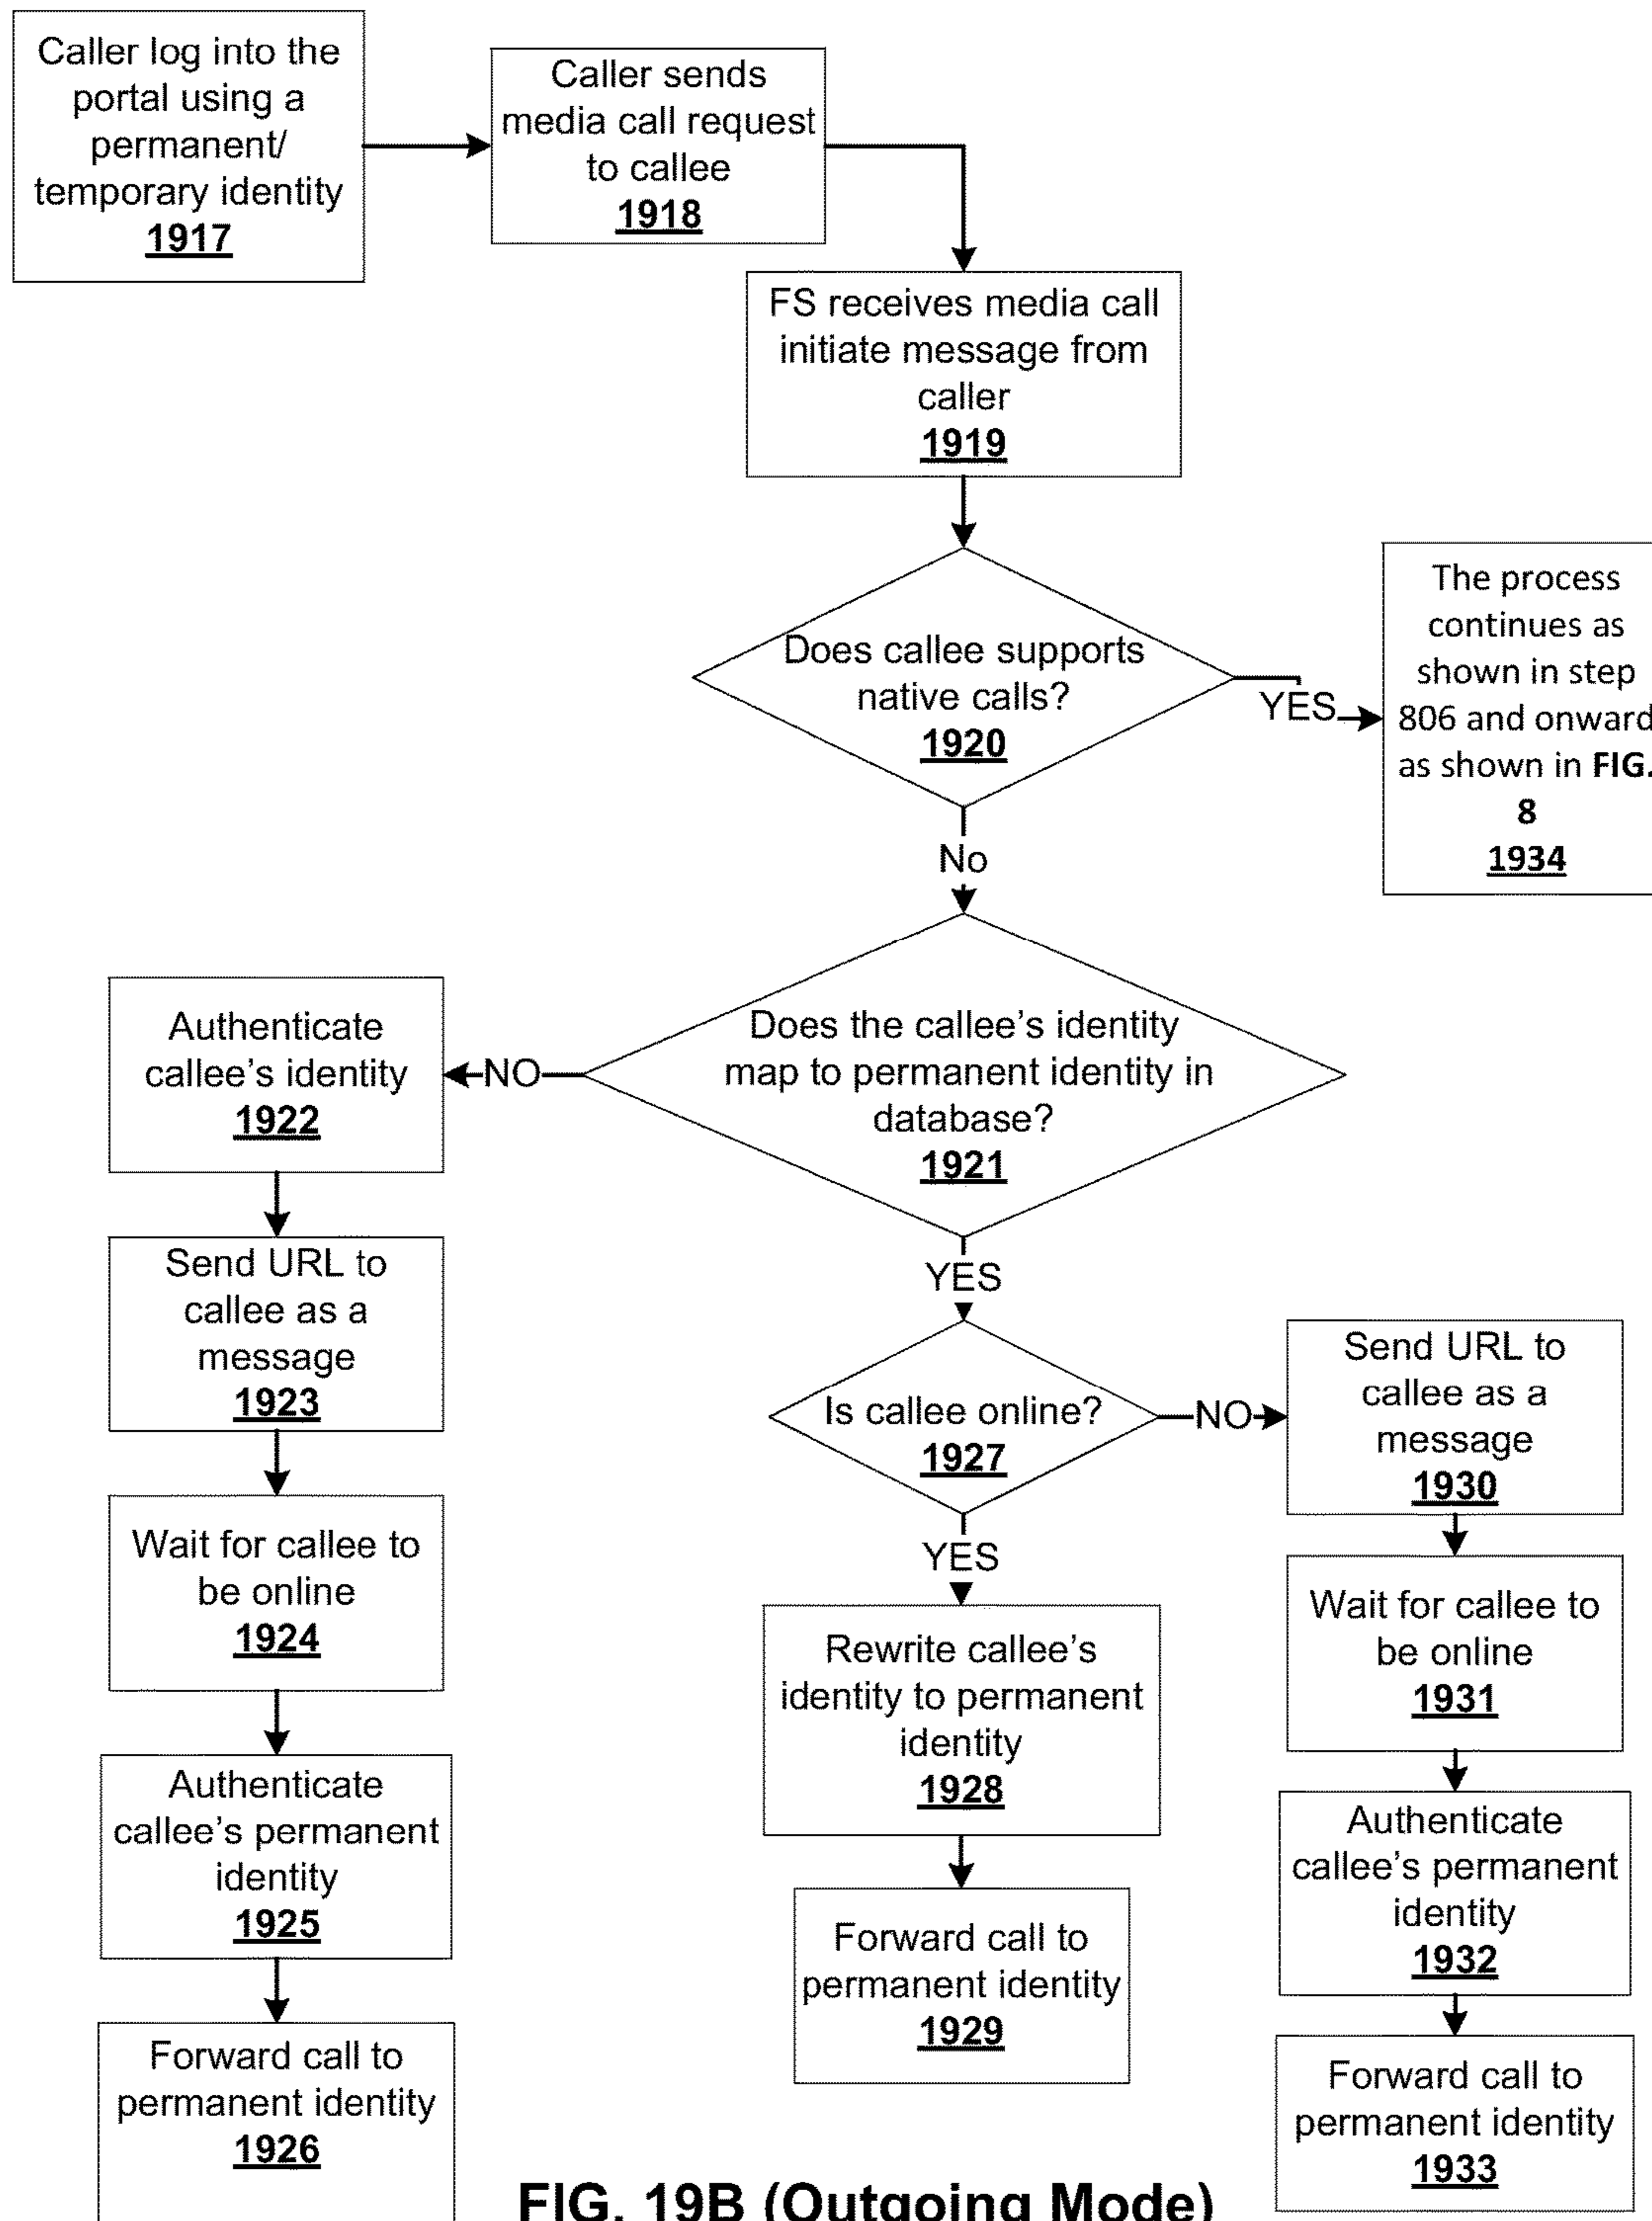 Caller log into the
portal using a
permanent/
temporary identity
1917
Caller sends
media call request
to callee
1918
FS receives media call
initiate message from
caller
1919
Does callee supports
native calls?
1920
YES
The process
continues as
shown in step
806 and onward
as shown in FIG.
8
1934
No
Does the callee's identity
map to permanent identity in
database?
1921
NO
Authenticate
callee's identity
1922
Send URL to
callee as a
message
1923
Wait for callee to
be online
1924
Authenticate
callee's permanent
identity
1925
Forward call to
permanent identity
1926
YES
Is callee online?
1927
YES
Rewrite callee's
identity to permanent
identity
1928
Forward call to
permanent identity
1929
NO
Send URL to
callee as a
message
1930
Wait for callee to
be online
1931
Authenticate
callee's permanent
identity
1932
Forward call to
permanent identity
1933
FIG. 19B (Outgoing Mode)